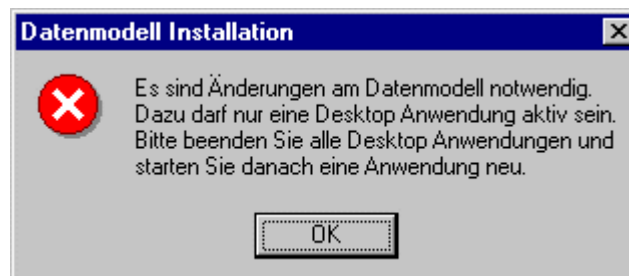 Datenmodell Installation
Es sind Änderungen am Datenmodell notwendig.
Dazu darf nur eine Desktop Anwendung aktiv sein.
Bitte beenden Sie alle Desktop Anwendungen und
starten Sie danach eine Anwendung neu.
OK